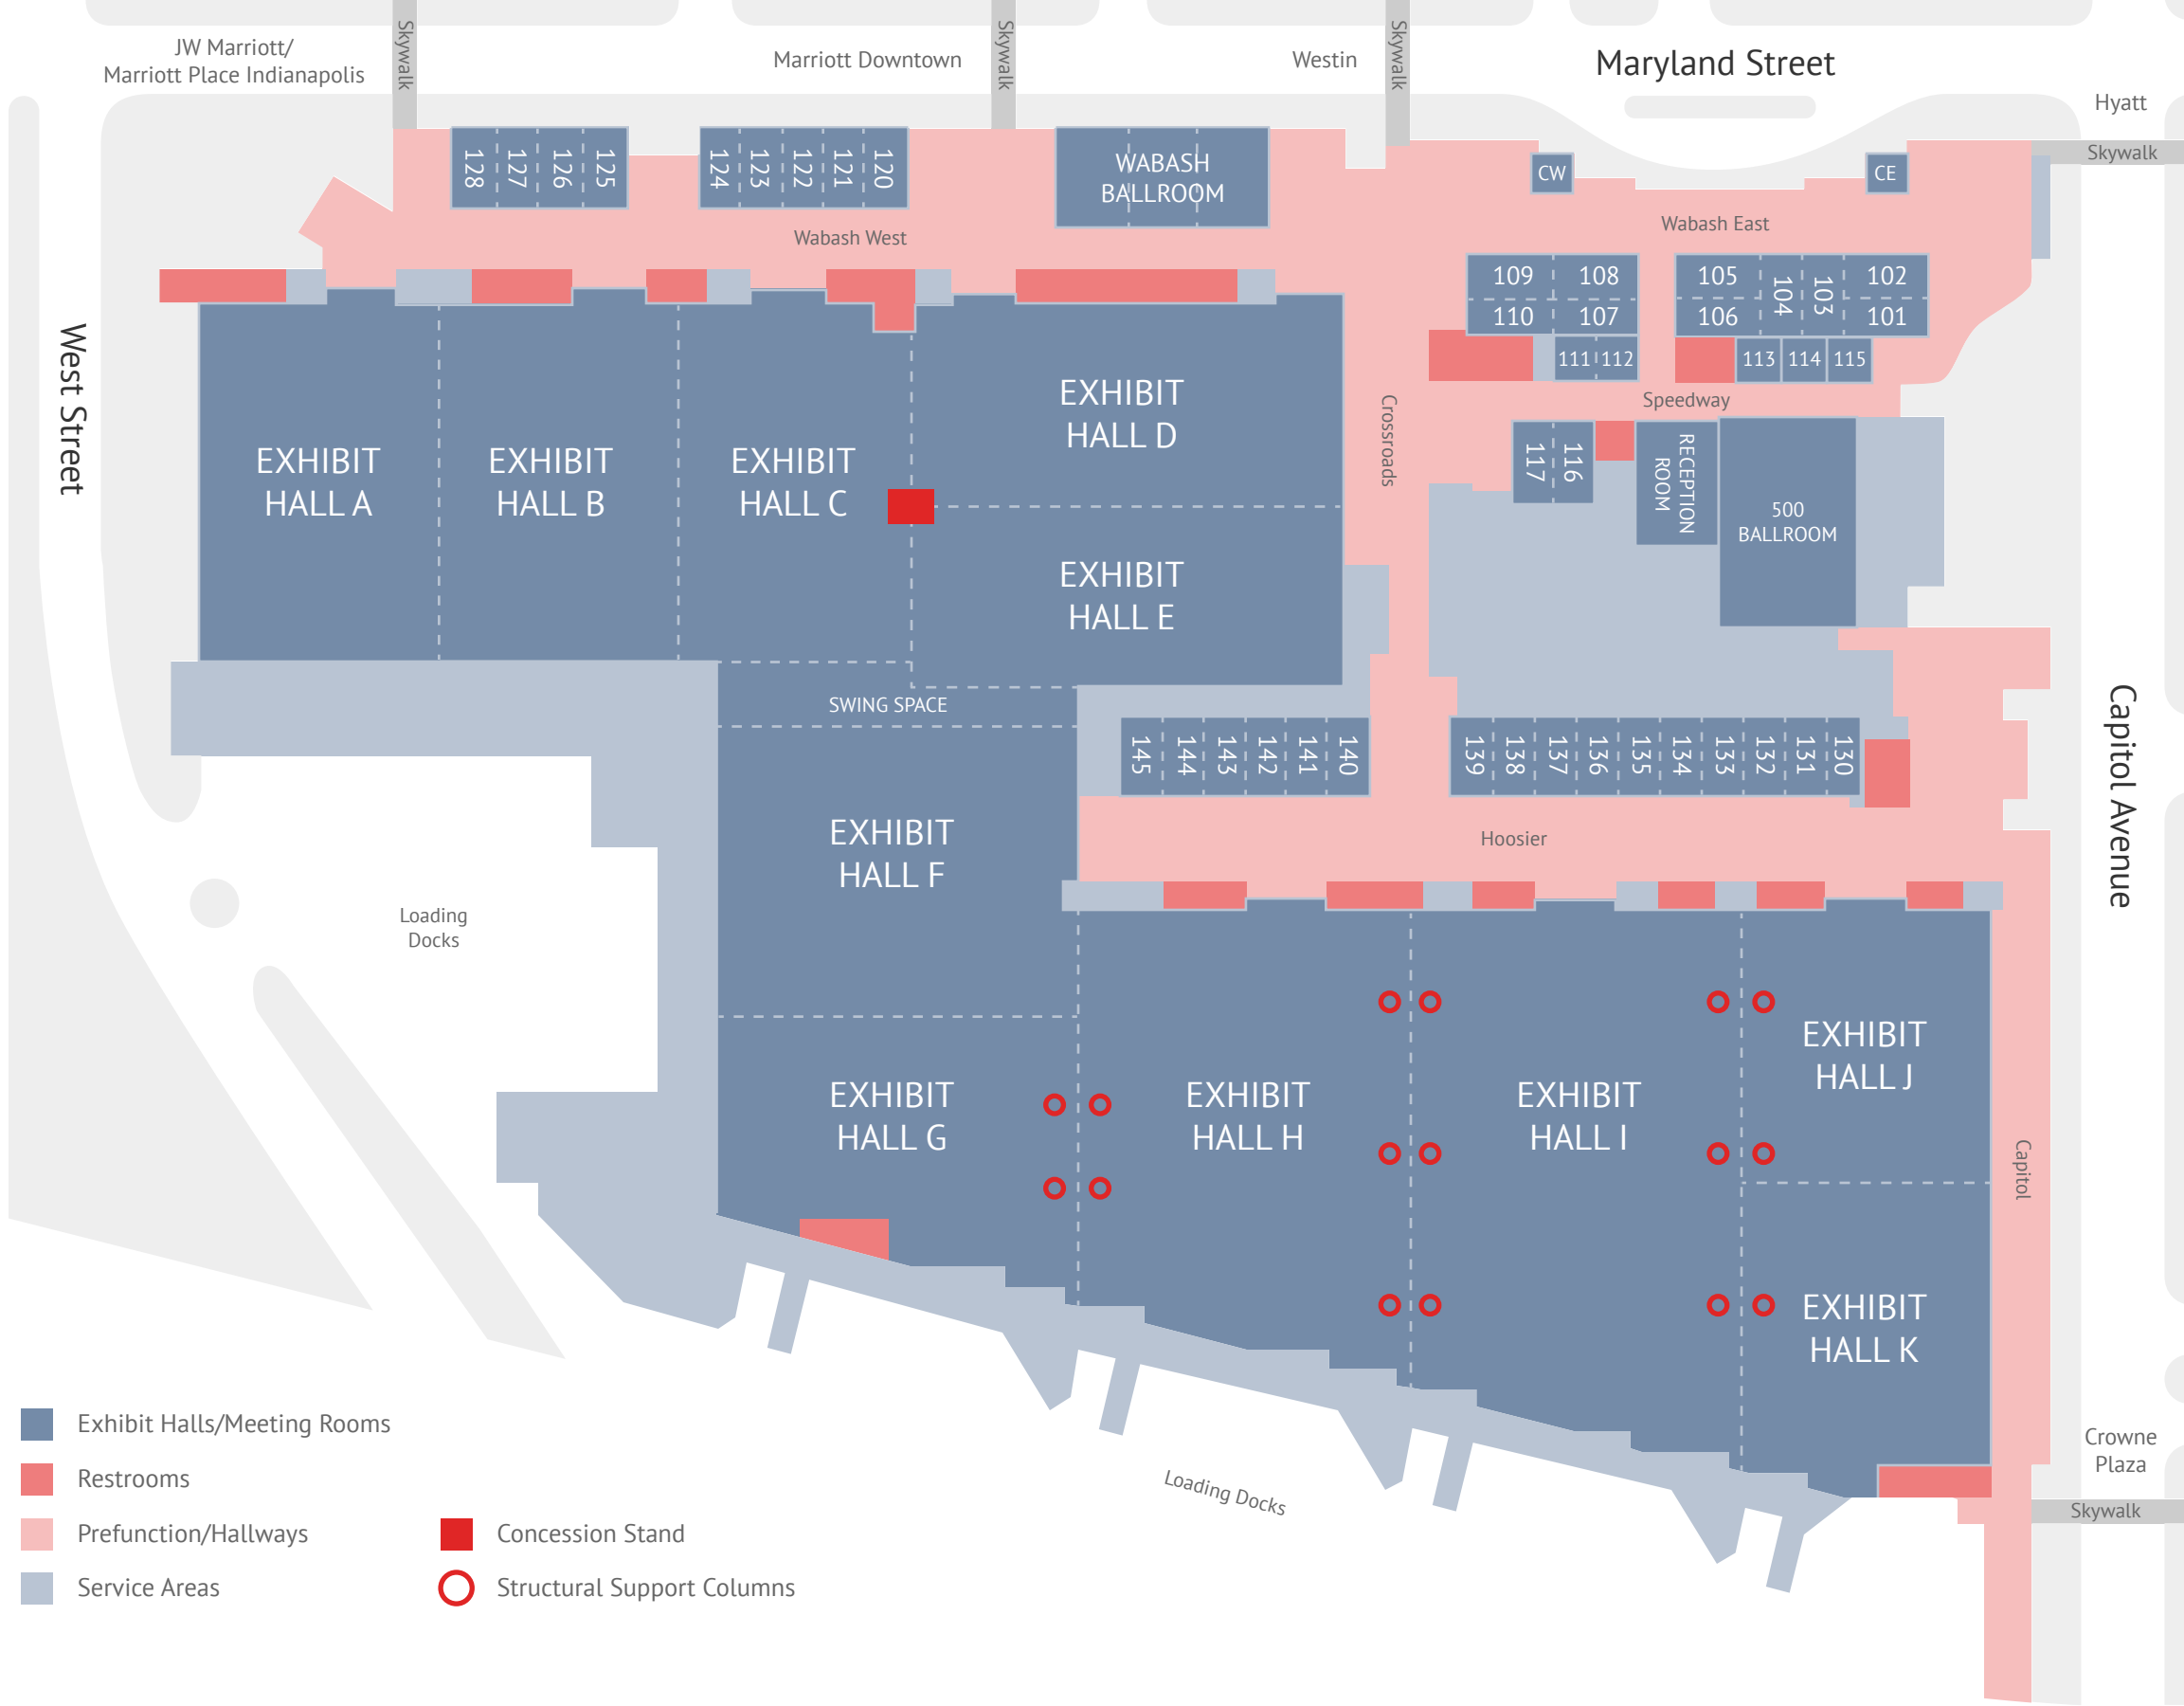 JW Marriott/
Marriott Place Indianapolis
Skywalk
Marriott Downtown
Skywalk
Westin
Skywalk
Maryland Street
Hyatt
Skywalk
128
127
126
125
124
123
122
121
120
WABASH
BALLROOM
CW
CE
Wabash West
Wabash East
109
108
110
107
111
112
105
104
103
102
106
101
113
114
115
Speedway
West Street
EXHIBIT
HALL A
EXHIBIT
HALL B
EXHIBIT
HALL C
EXHIBIT
HALL D
EXHIBIT
HALL E
Crossroads
117
116
RECEPTION
ROOM
500
BALLROOM
SWING SPACE
145
144
143
142
141
140
139
138
137
136
135
134
133
132
131
130
Capitol Avenue
EXHIBIT
HALL F
Hoosier
Loading
Docks
EXHIBIT
HALL G
EXHIBIT
HALL H
EXHIBIT
HALL I
EXHIBIT
HALL J
Capitol
EXHIBIT
HALL K
Crowne
Plaza
Skywalk
Loading Docks
Exhibit Halls/Meeting Rooms
Restrooms
Prefunction/Hallways
Service Areas
Concession Stand
Structural Support Columns